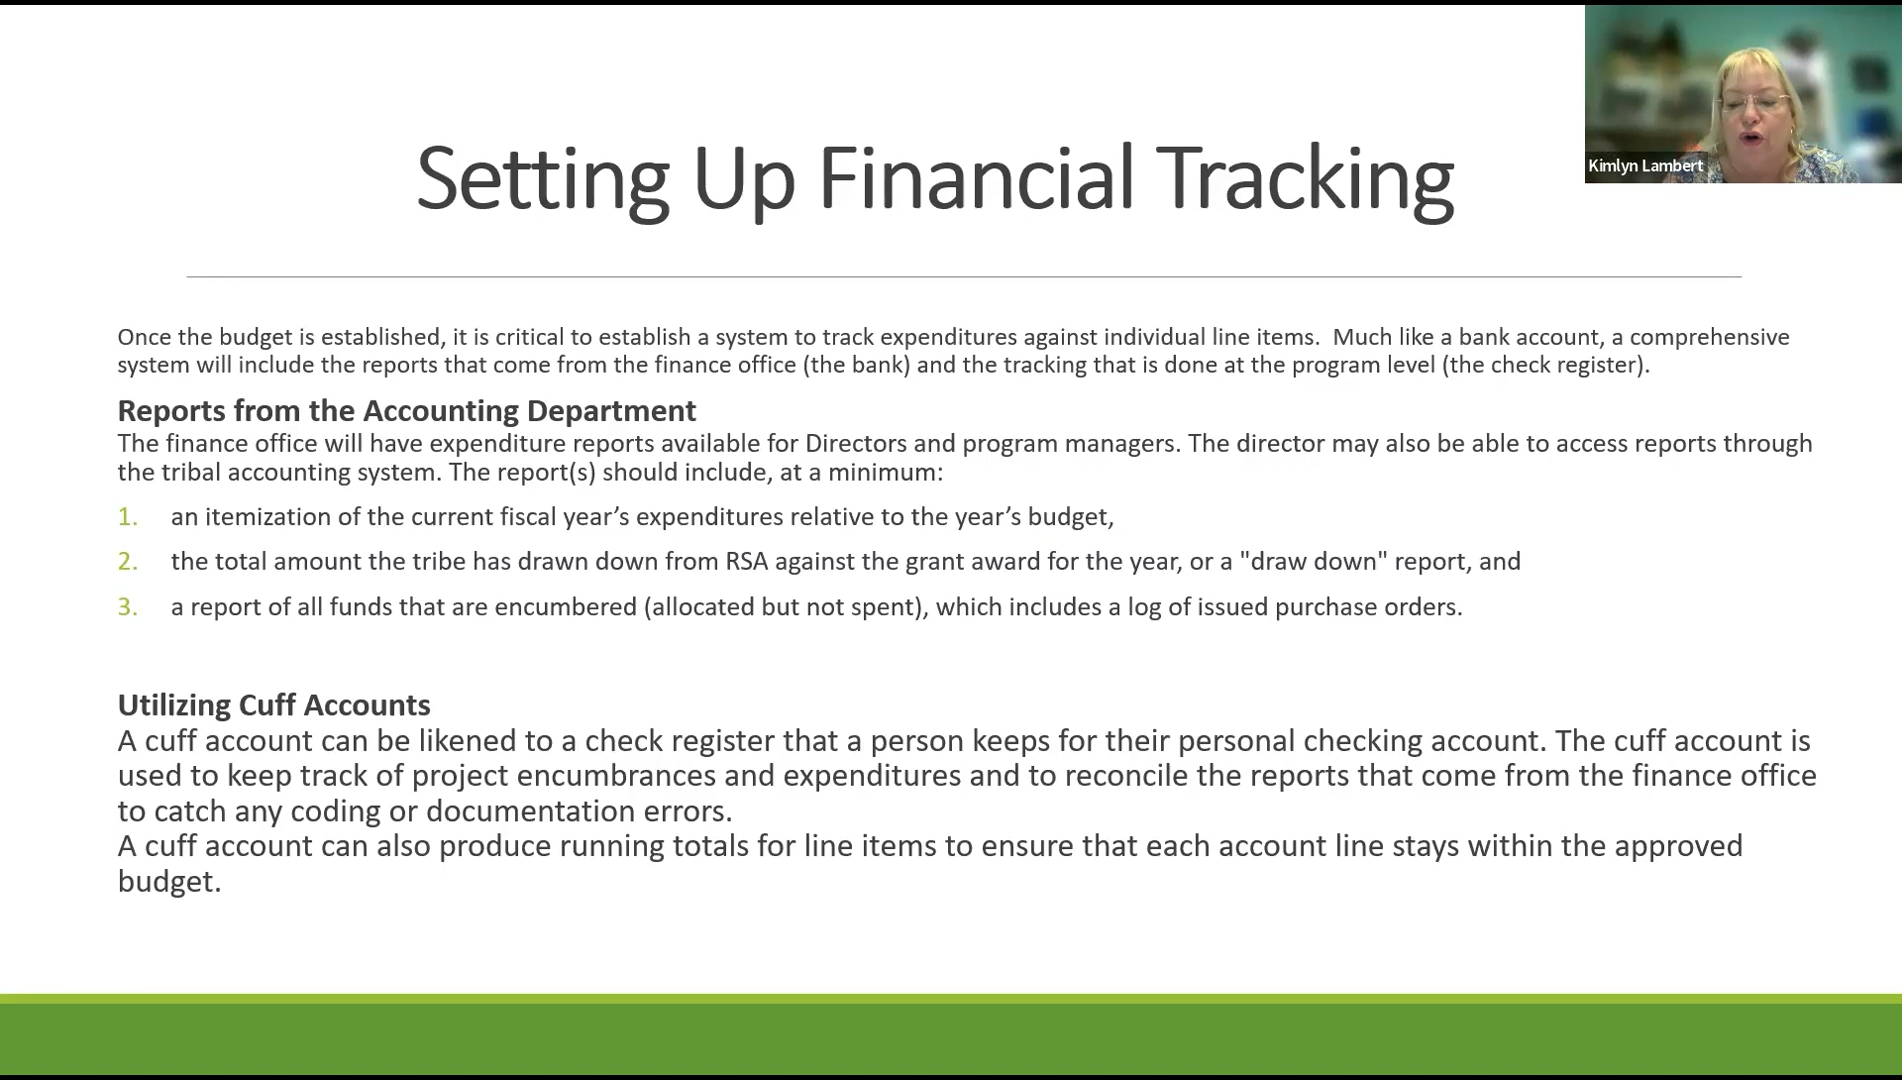 Kimlyn Lambert
Setting Up Financial Tracking
Once the budget is established, it is critical to establish a system to track expenditures against individual line items.  Much like a bank account, a comprehensive
system will include the reports that come from the finance office (the bank) and the tracking that is done at the program level (the check register).
Reports from the Accounting Department
The finance office will have expenditure reports available for Directors and program managers. The director may also be able to access reports through
the tribal accounting system. The report(s) should include, at a minimum:
1. an itemization of the current fiscal year’s expenditures relative to the year’s budget,
2. the total amount the tribe has drawn down from RSA against the grant award for the year, or a "draw down" report, and
3. a report of all funds that are encumbered (allocated but not spent), which includes a log of issued purchase orders.
Utilizing Cuff Accounts
A cuff account can be likened to a check register that a person keeps for their personal checking account. The cuff account is
used to keep track of project encumbrances and expenditures and to reconcile the reports that come from the finance office
to catch any coding or documentation errors.
A cuff account can also produce running totals for line items to ensure that each account line stays within the approved
budget.